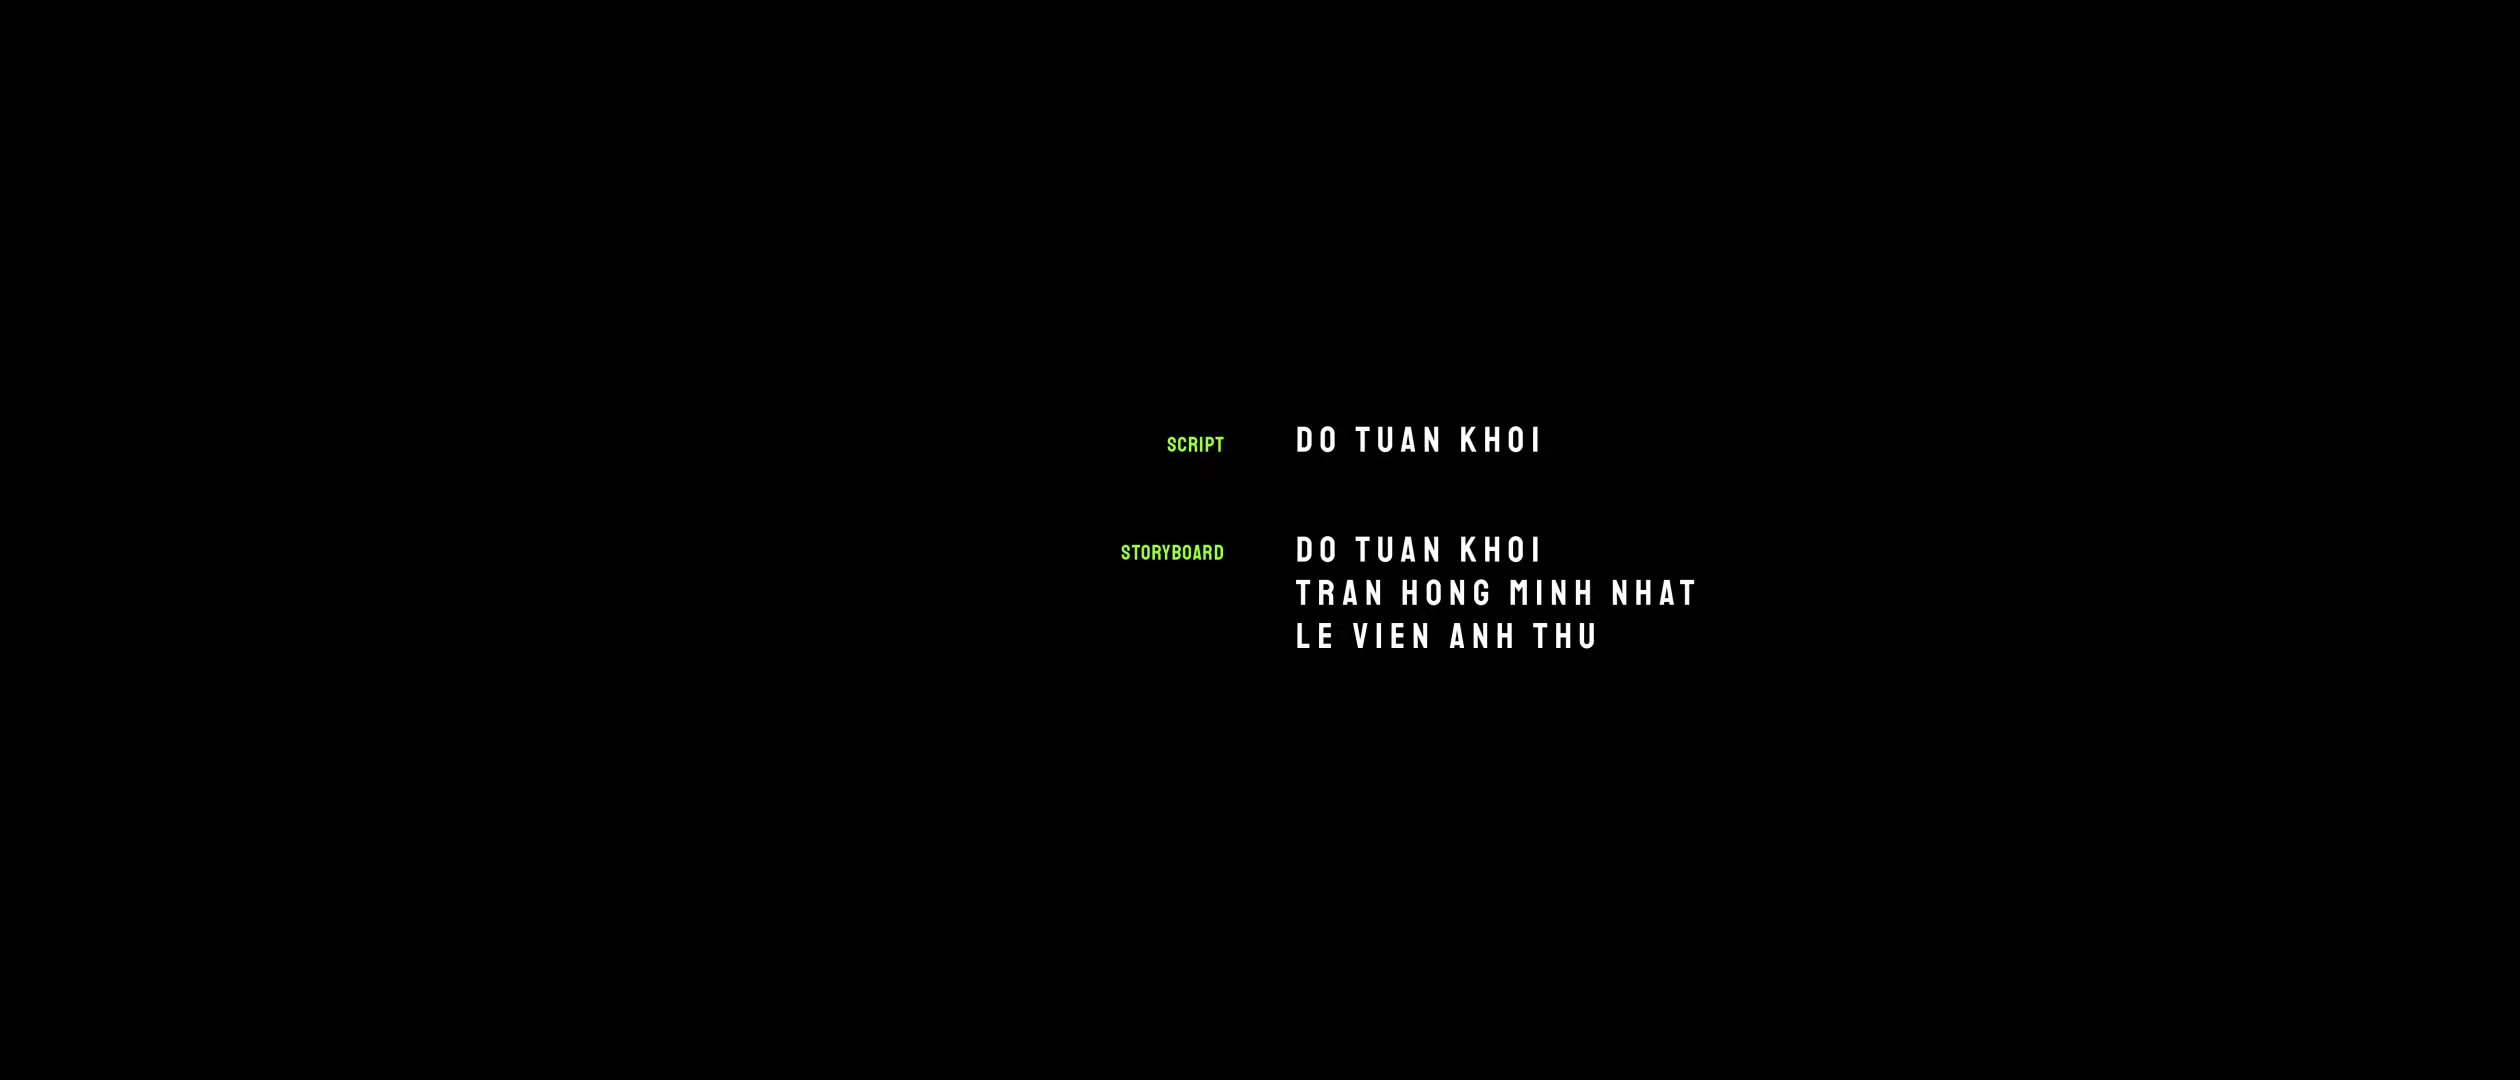 SCRIPT DO TUAN KHOI
STORYBOARD DO TUAN KHOI
TRAN HONG MINH NHAT
LE VIEN ANH THU